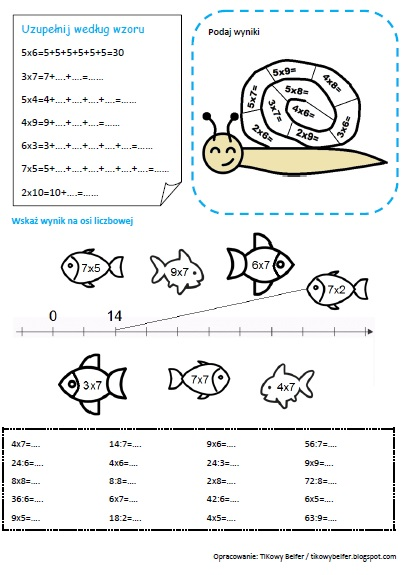 Uzupełnij według wzoru
5x6=5+5+5+5+5+5=30
3x7=7+....+....=......
5x4=4+....+....+....+....=......
4x9=9+....+....+....=......
6x3=3+....+....+....+....+....=......
7x5=5+....+....+....+....+....+....=......
2x10=10+....=......
Podaj wyniki
5x9=
4x8=
5x7=
5x8=
3x7=
4x6=
2x6=
2x9=
3x6=
Wskaż wynik na osi liczbowej
7x5
9x7
6x7
7x2
0 14
3x7
7x7
4x7
4x7=.... 14:7=.... 9x6=.... 56:7=....
24:6=.... 4x6=.... 24:3=.... 9x9=....
8x8=.... 8:8=.... 2x8=.... 72:8=....
36:6=.... 6x7=.... 42:6=.... 6x5=....
9x5=.... 18:2=.... 4x5=.... 63:9=....
Opracowanie: TIKowy Belfer / tikowybelfer.blogspot.com